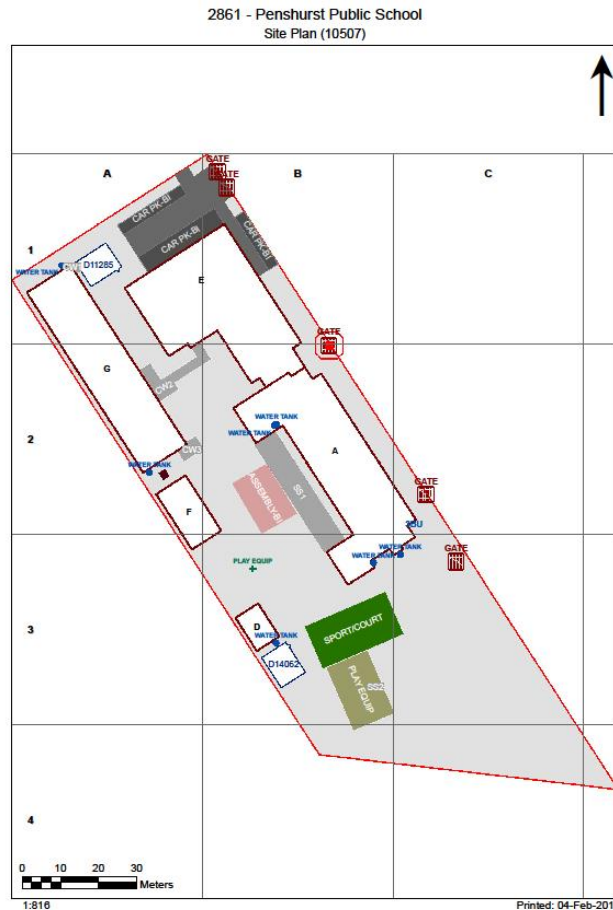 2861 - Penshurst Public School
Site Plan (10507)
A
B
C
GATE
GATE
CAR PK-BI
CAR PK-BI
CAR PK-BI
1
WATER TANK
D11285
E
GATE
G
CW2
2
WATER TANK
WATER TANK
A
CW3
WATER TANK
SS1
ASSEMBLY-BI
F
GATE
WATER TANK
WATER TANK
GATE
PLAY EQUIP
3
D
WATER TANK
SPORT/COURT
D14062
PLAY EQUIP
SS2
4
0 10 20 30
Meters
1:816
Printed: 04-Feb-201